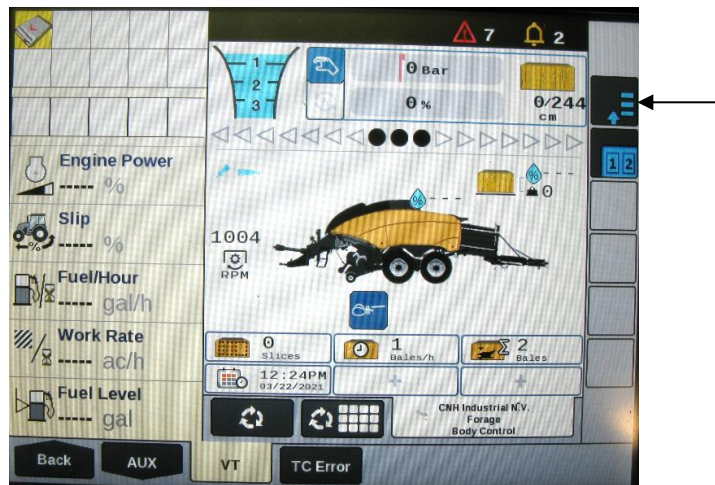 7
2
1
2
3
0 Bar
0 %
0/244
cm
1 2
Engine Power
----- %
Slip
----- %
Fuel/Hour
----- gal/h
Work Rate
----- ac/h
Fuel Level
----- gal
%
---
%
---
0
1004
RPM
0
Slices
1
Bales/h
Σ 2
Bales
12:24PM
03/22/2021
+
+
CNH Industrial N.V.
Forage
Body Control
Back
AUX
VT
TC Error